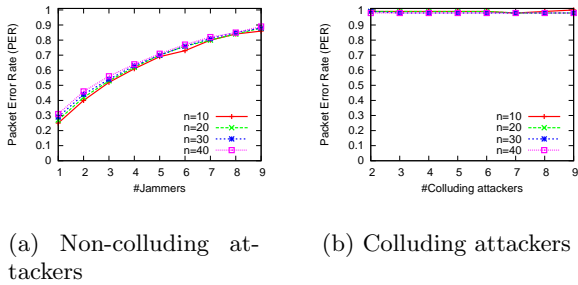 Packet Error Rate (PER)
1
0.9
0.8
0.7
0.6
0.5
0.4
0.3
0.2
0.1
0
1 2 3 4 5 6 7 8 9
#Jammers
n=10
n=20
n=30
n=40
(a) Non-colluding at-
tackers
Packet Error Rate (PER)
1
0.9
0.8
0.7
0.6
0.5
0.4
0.3
0.2
0.1
0
2 3 4 5 6 7 8 9
#Colluding attackers
n=10
n=20
n=30
n=40
(b) Colluding attackers